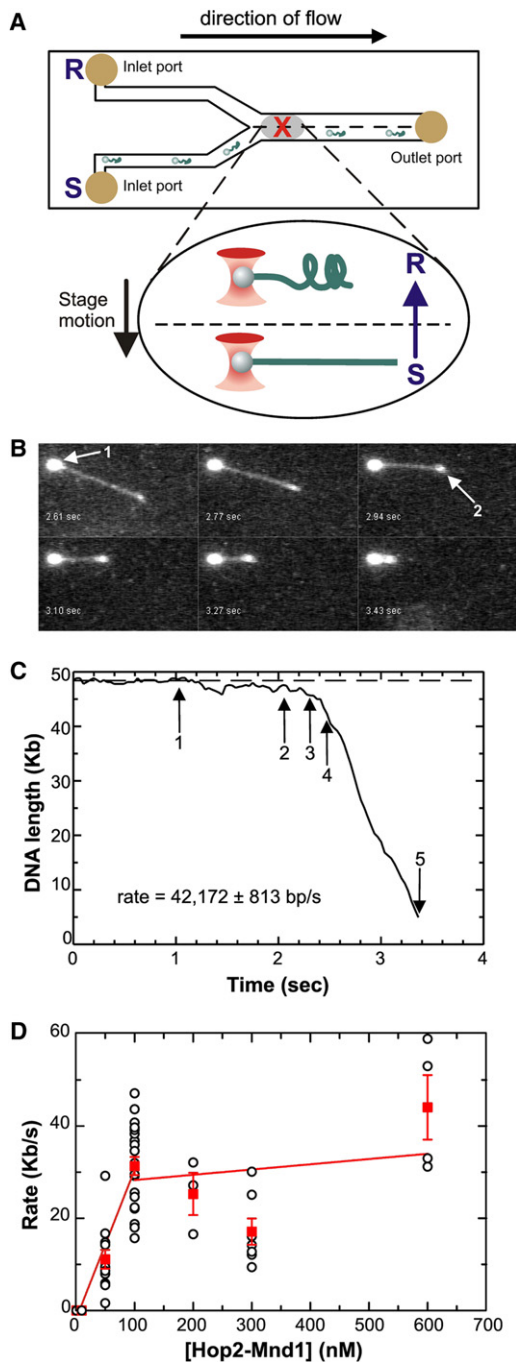 A
direction of flow
R
Inlet port
X
S
Inlet port
Outlet port
Stage
motion
R
S
B
1
2
2.61 sec
2.77 sec
2.94 sec
3.10 sec
3.27 sec
3.43 sec
C
50
40
30
20
10
0
DNA length (Kb)
1
2
3
4
5
rate = 42,172 ± 813 bp/s
0
1
2
3
4
Time (sec)
D
60
40
20
0
Rate (Kb/s)
0
100
200
300
400
500
600
700
[Hop2-Mnd1] (nM)